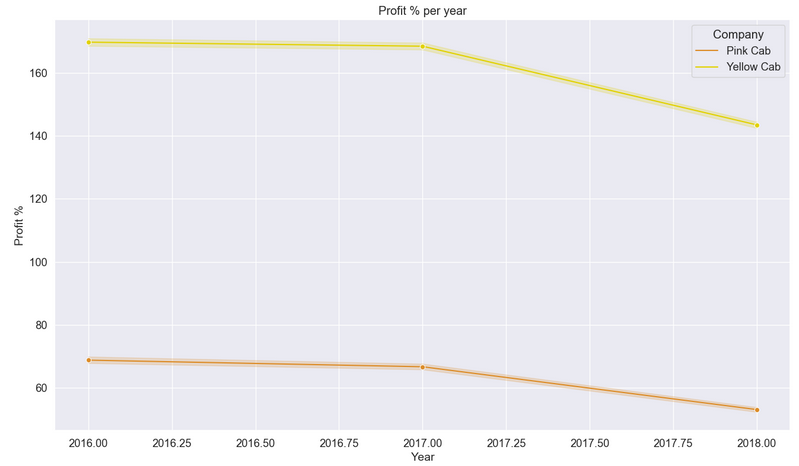 Profit % per year
Company
Pink Cab
Yellow Cab
Profit %
160
140
120
100
80
60
2016.00 2016.25 2016.50 2016.75 2017.00 2017.25 2017.50 2017.75 2018.00
Year